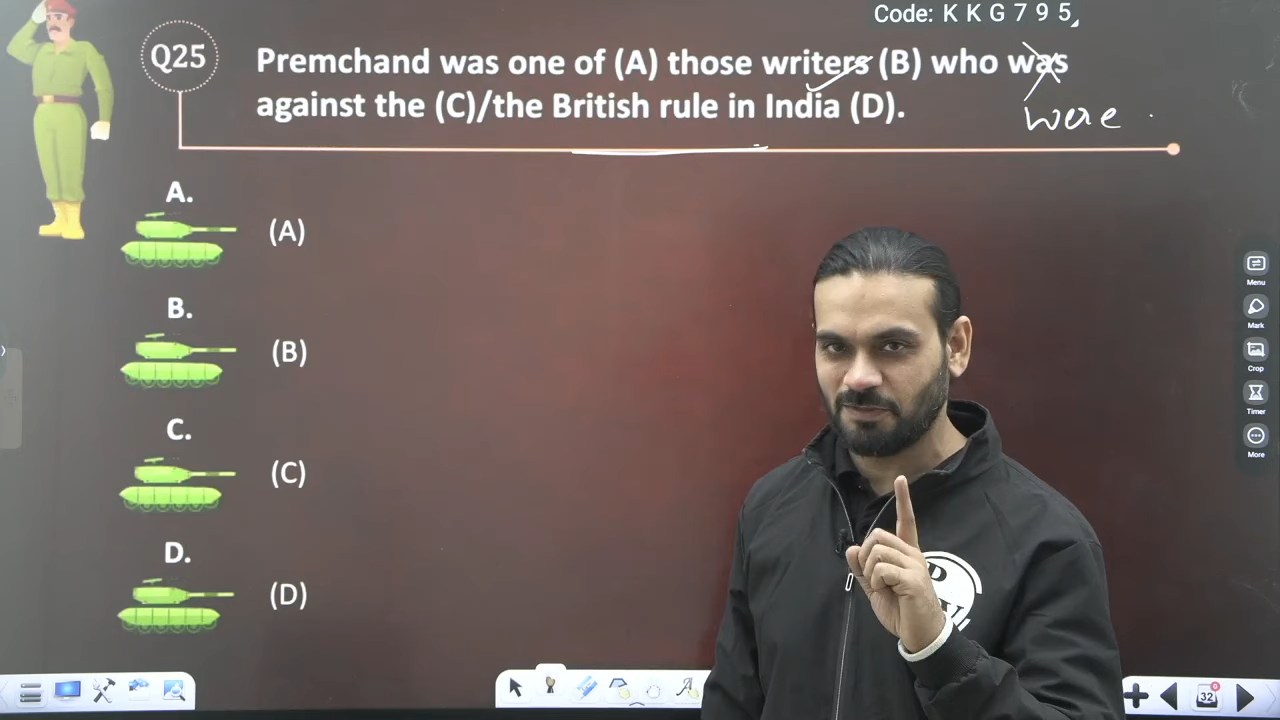 Code: K K G 7 9 5
Q25
Premchand was one of (A) those writers (B) who was
against the (C)/the British rule in India (D).
were
A.
(A)
B.
(B)
C.
(C)
D.
(D)
Menu
Mark
Crop
Timer
More
32